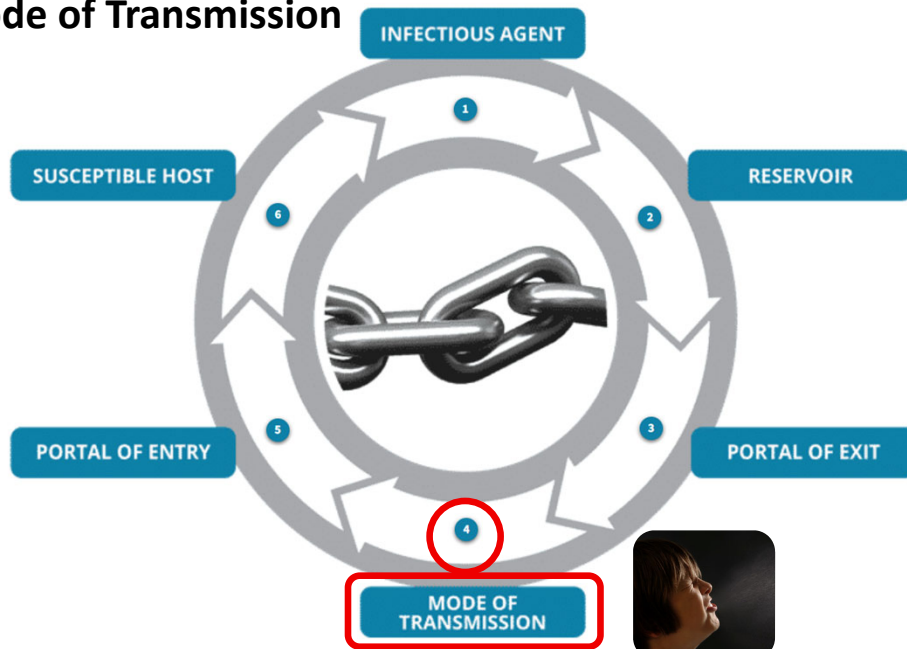 ode of Transmission
INFECTIOUS AGENT
1
SUSCEPTIBLE HOST
RESERVOIR
6
2
5
3
PORTAL OF ENTRY
PORTAL OF EXIT
4
MODE OF
TRANSMISSION